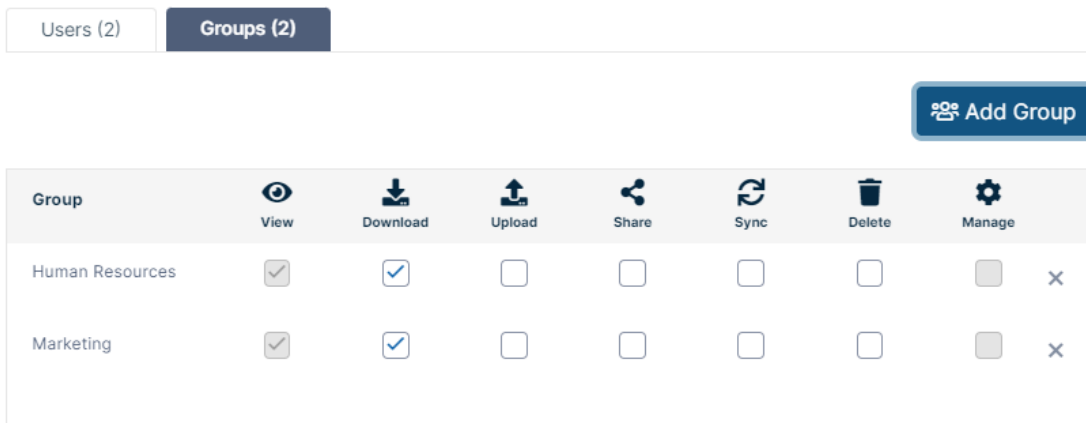 Users (2) Groups (2)
Add Group
Group View Download Upload Share Sync Delete Manage
Human Resources
Marketing